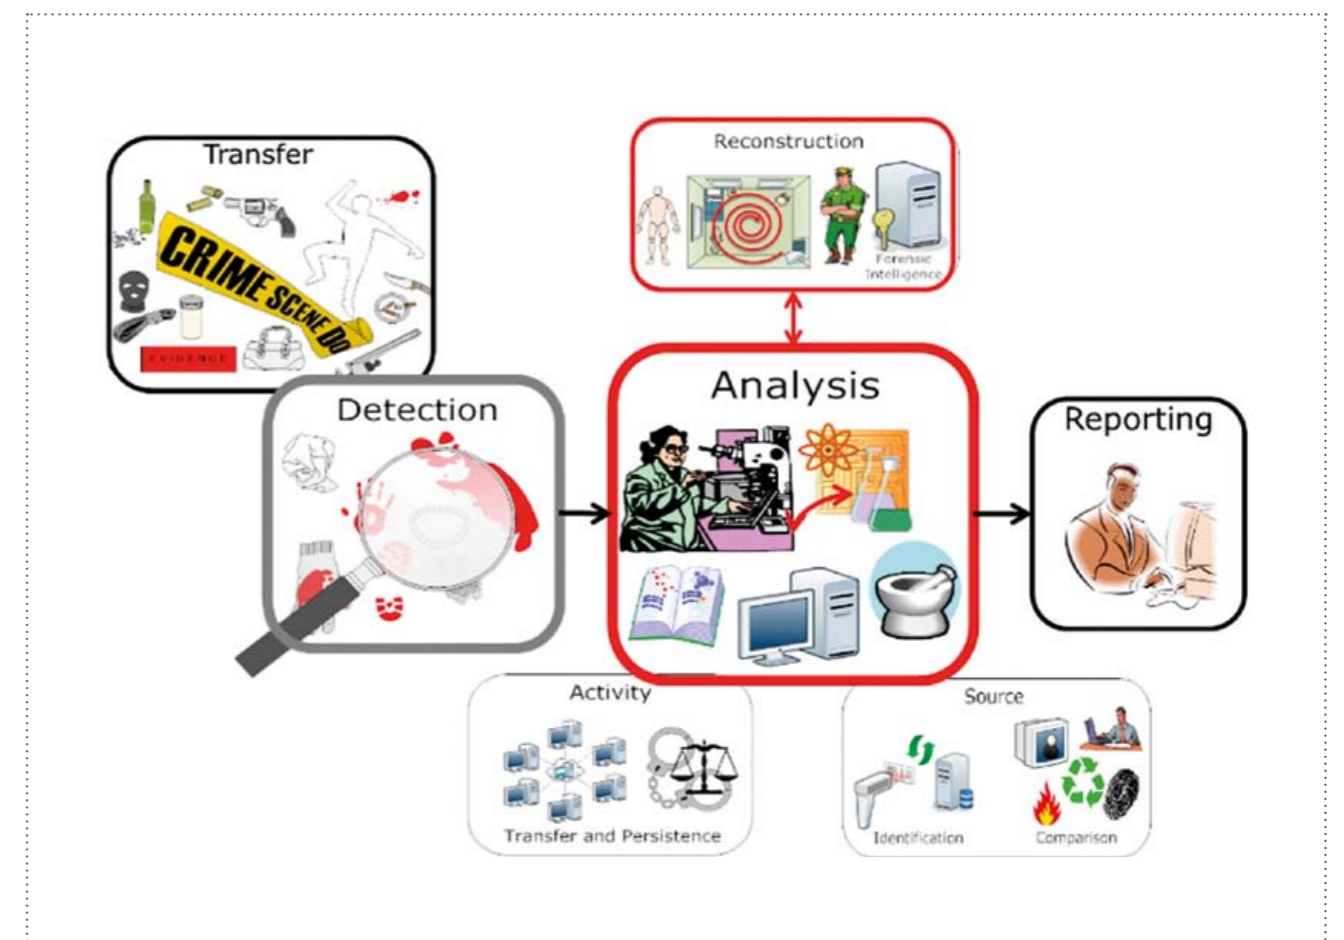 Transfer
CRIME SCENE DO
EVIDENCE
Detection
Reconstruction
Forensic
Intelligence
Analysis
Reporting
Activity
Transfer and Persistence
Source
Identification
Comparison